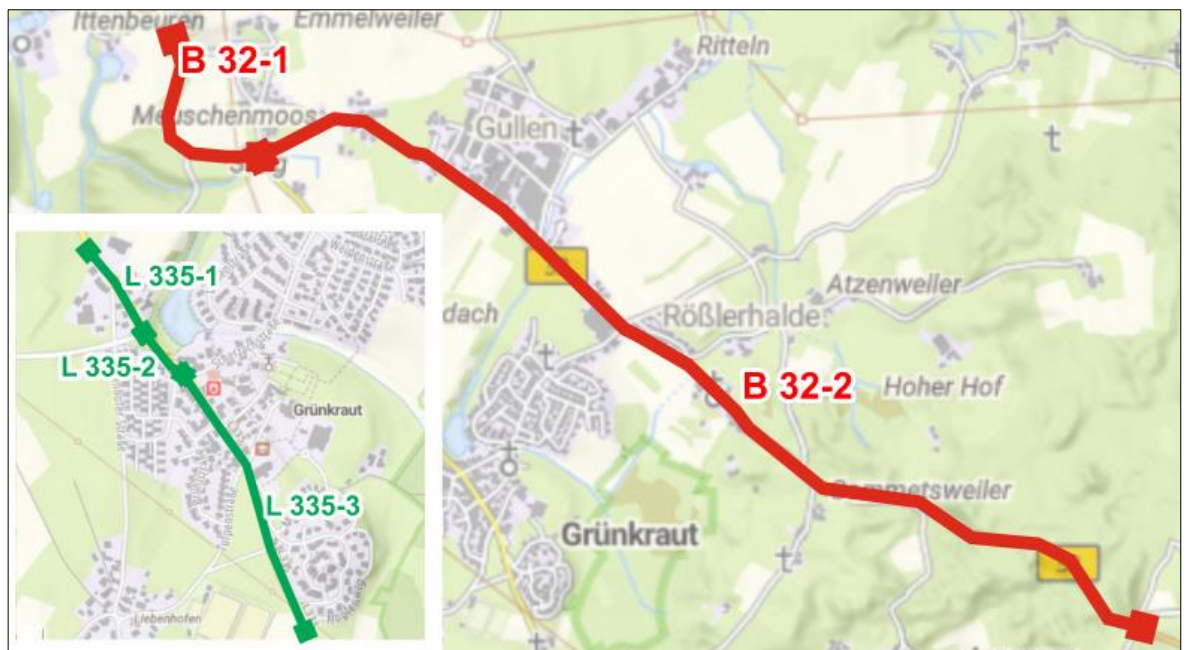 Ittenbeuren
Emmelweiler
B 32-1
Ritteln
Meuschenmoos
Gullen
L 335-1
Atzenweiler
dach
Rößlerhalde
L 335-2
B 32-2
Hoher Hof
Grünkraut
L 335-3
Grünkraut
Liebenhofen